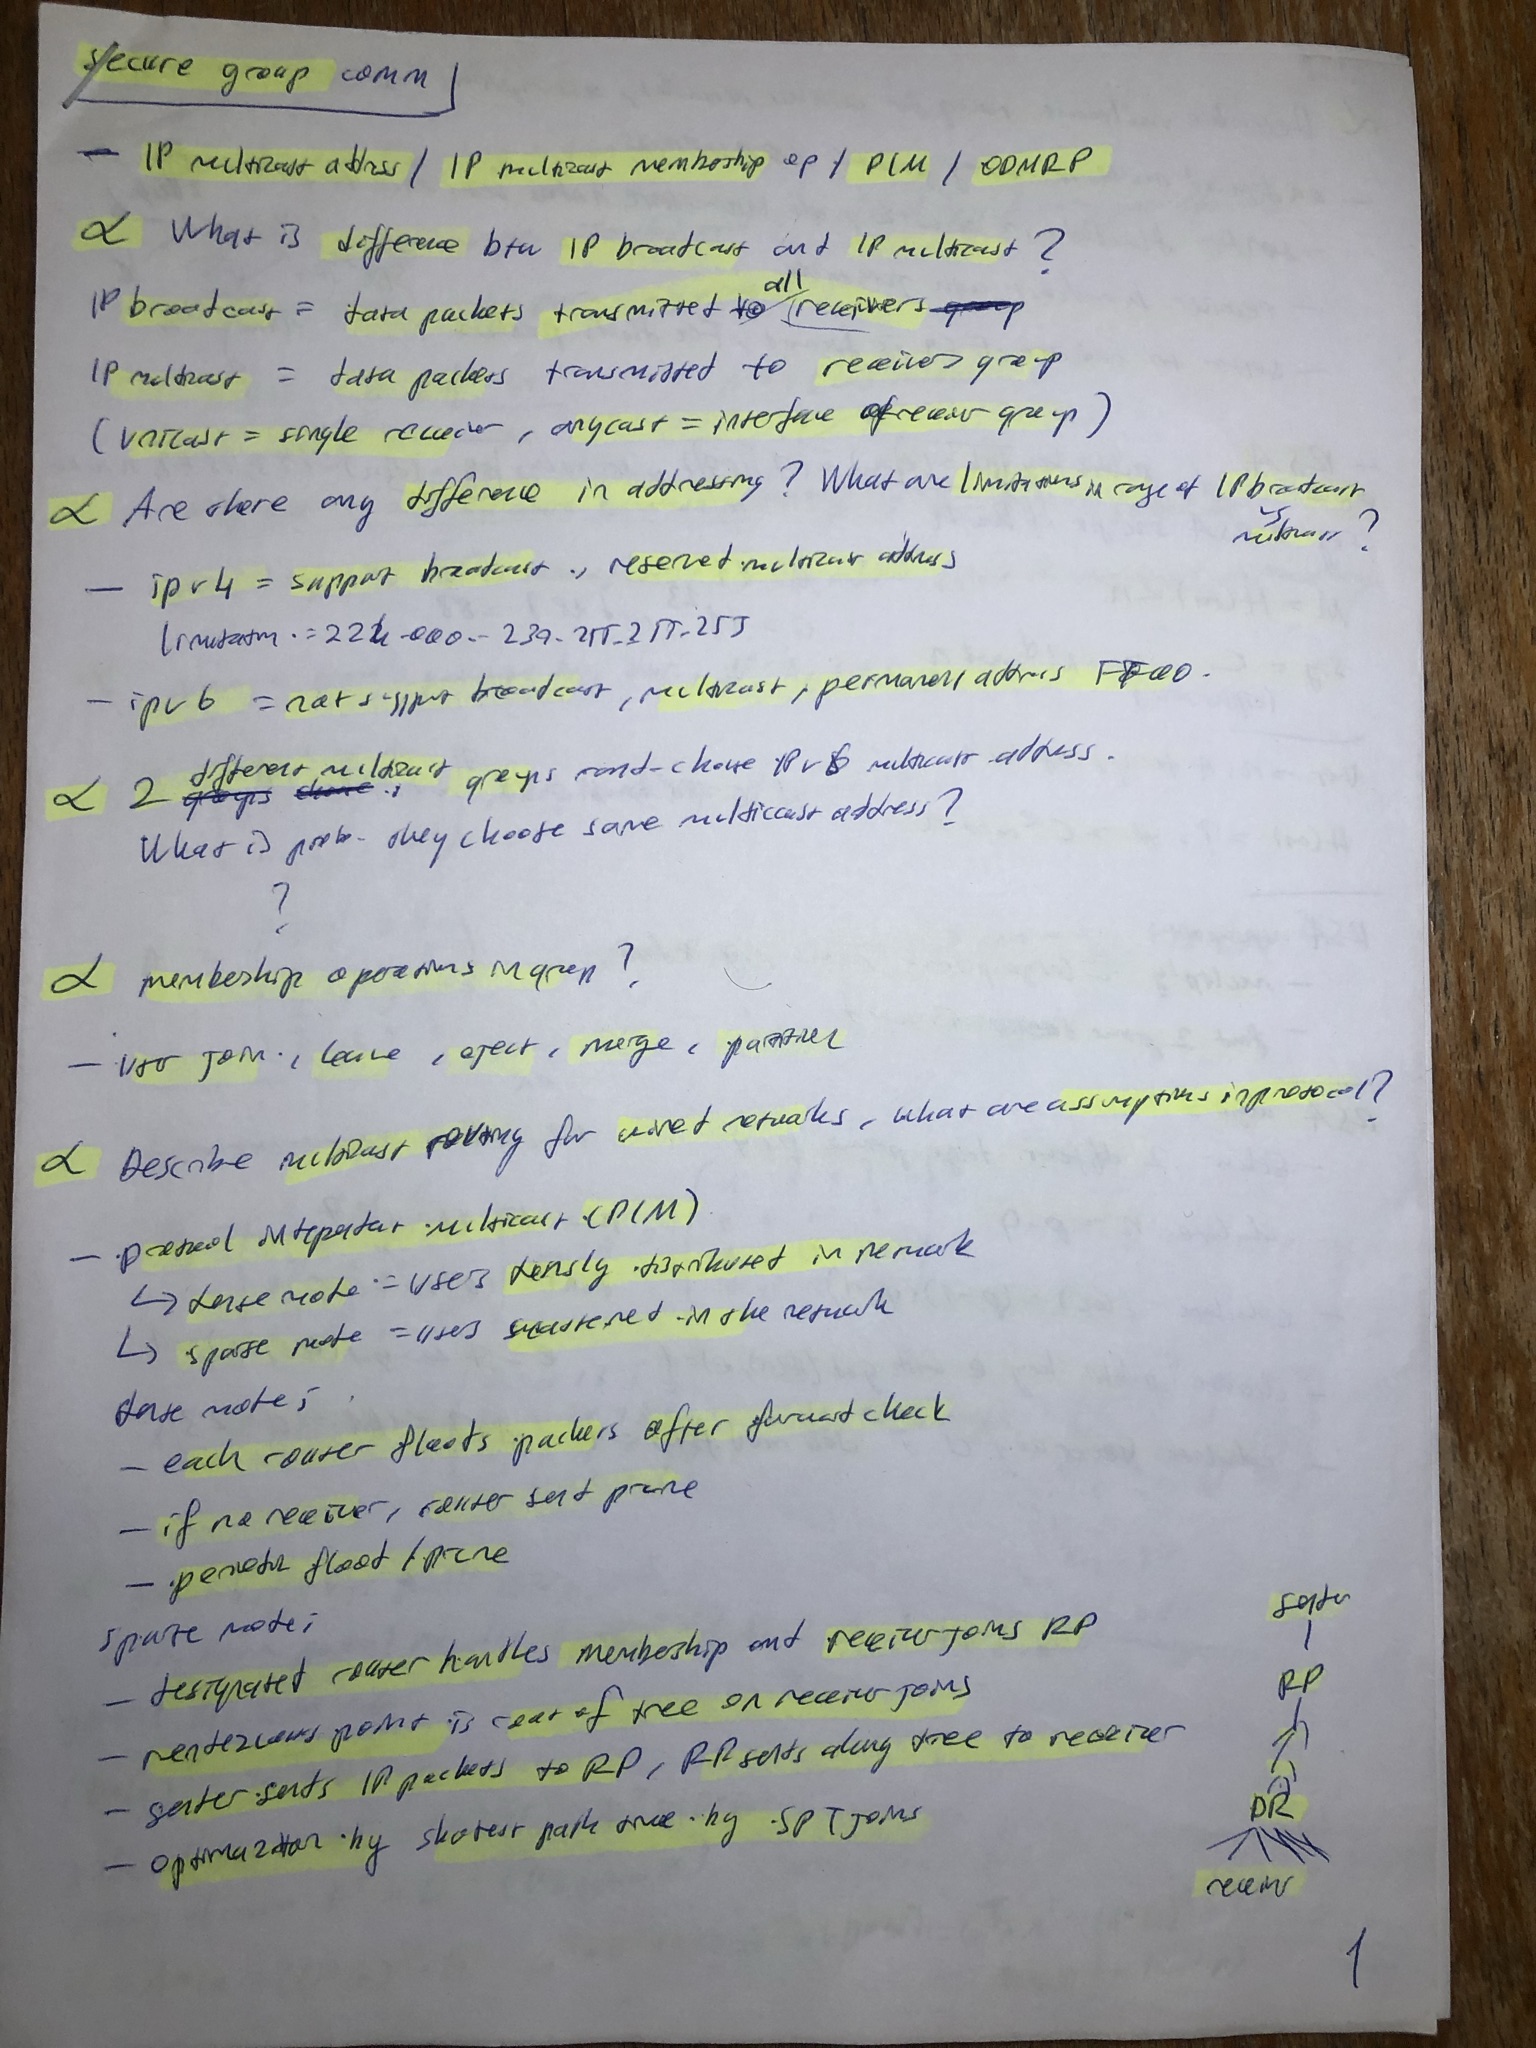 Secure group comm
- IP multicast address / IP multicast membership op / PIM / ODMRP
α What is difference btw IP broadcast and IP multicast?
IP broadcast = data packets transmitted to all receivers group
IP multicast = data packets transmitted to receivers group
(unicast = single receiver, anycast = interface of receiver group)
α Are there any difference in addressing? What are limitations in range of IP broadcast
vs multicast?
- ipv4 = support broadcast, reserved multicast address
limitation = 224.000 - 239.255.255.255
- ipv6 = not support broadcast, multicast, permanent address FF00.
α 2 different multicast groups rand-choose IPv6 multicast address.
What is prob. they choose same multiccast address?
?
α membership operations in group?
- user join, leave, eject, merge, partition
α Describe multicast routing for wired networks, what are assumptions in protocol?
- protocol independant multicast (PIM)
↳ dense mode = users densly distributed in network
↳ sparse mode = users scattered in the network
dense mode;
- each router floods packets after forward check
- if no receiver, router send prune
- periodic flood / prune
sparse mode;
- designated router handles membership and receiver joins RP
- rendezvous point is root of tree on receiver joins
- sender sends IP packets to RP, RP sends along tree to receiver
- optimization by shotest path tree by SPT joins
sender
RP
DR
receiver
1